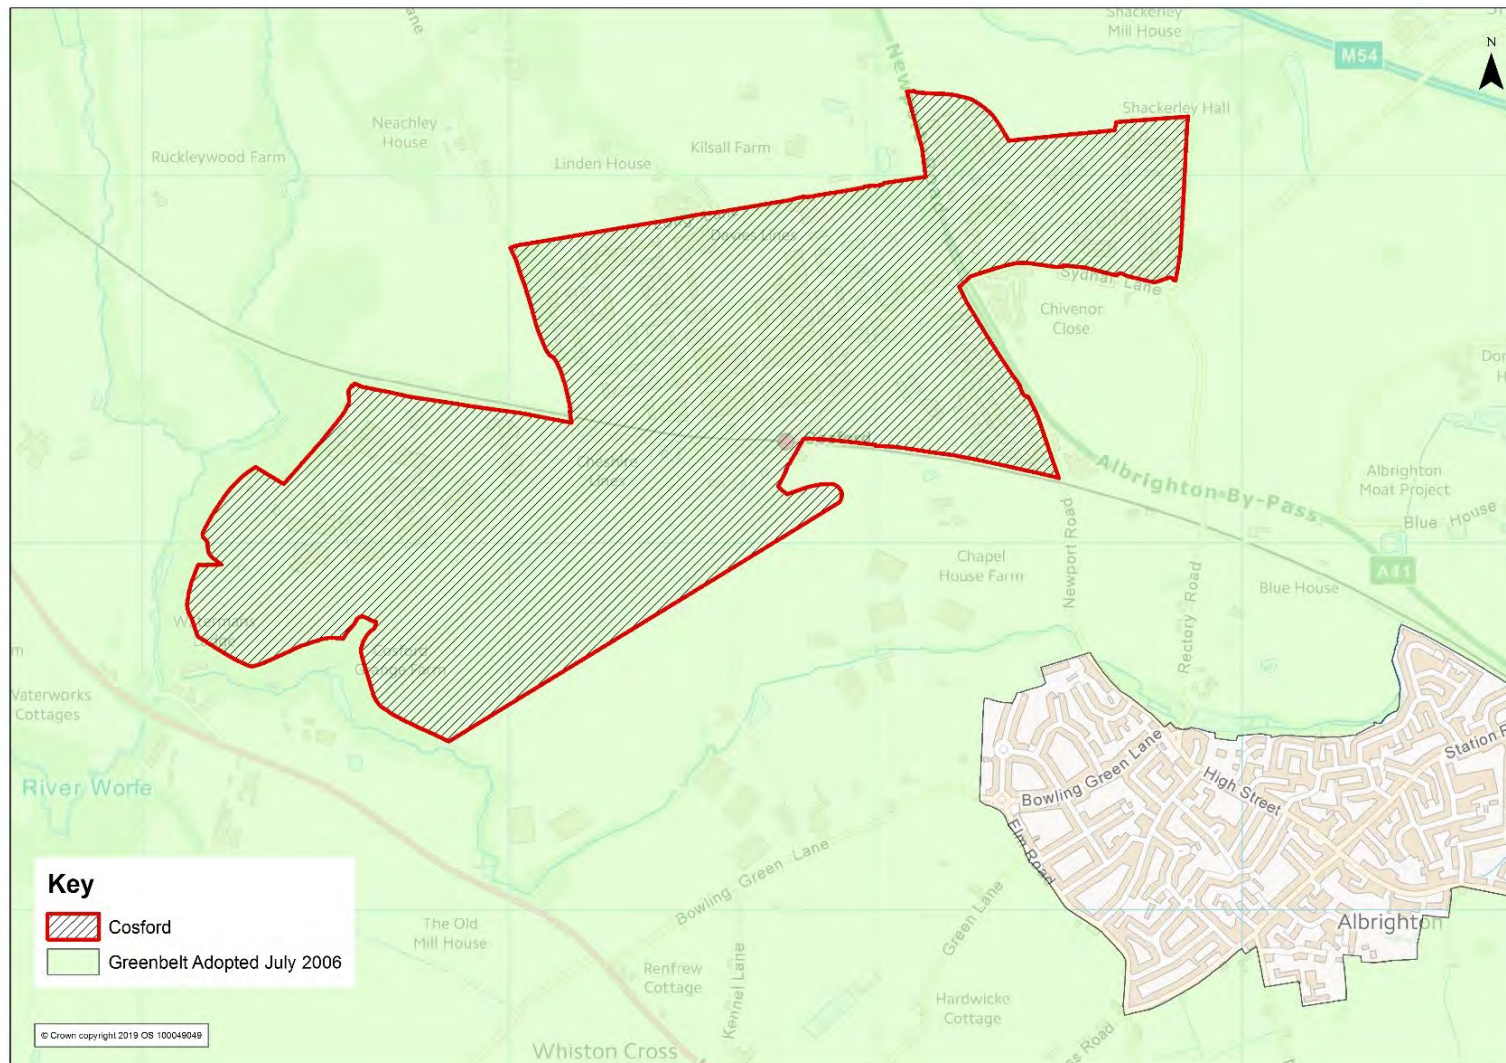 Shackerley
Mill House
M54
N
Lane
Neachley
House
Shackerley Hall
Ruckleywood Farm
Linden House
Kilsall Farm
Sydnal Lane
Chivenor
Close
Cosford
Cheshire
Lines
Albrighton By-Pass
Albrighton
Moat Project
Blue House
A41
Chapel
House Farm
Newport Road
Blue House
Rectory Road
Cosford
Grange Farm
Waterworks
Cottages
River Worfe
Bowling Green Lane
High Street
Elm Road
Bowling Green Lane
Green Lane
The Old
Mill House
Albrighton
Renfrew
Cottage
Kennel Lane
Hardwicke
Cottage
Whiston Cross
Key
Cosford
Greenbelt Adopted July 2006
© Crown copyright 2019 OS 100049049